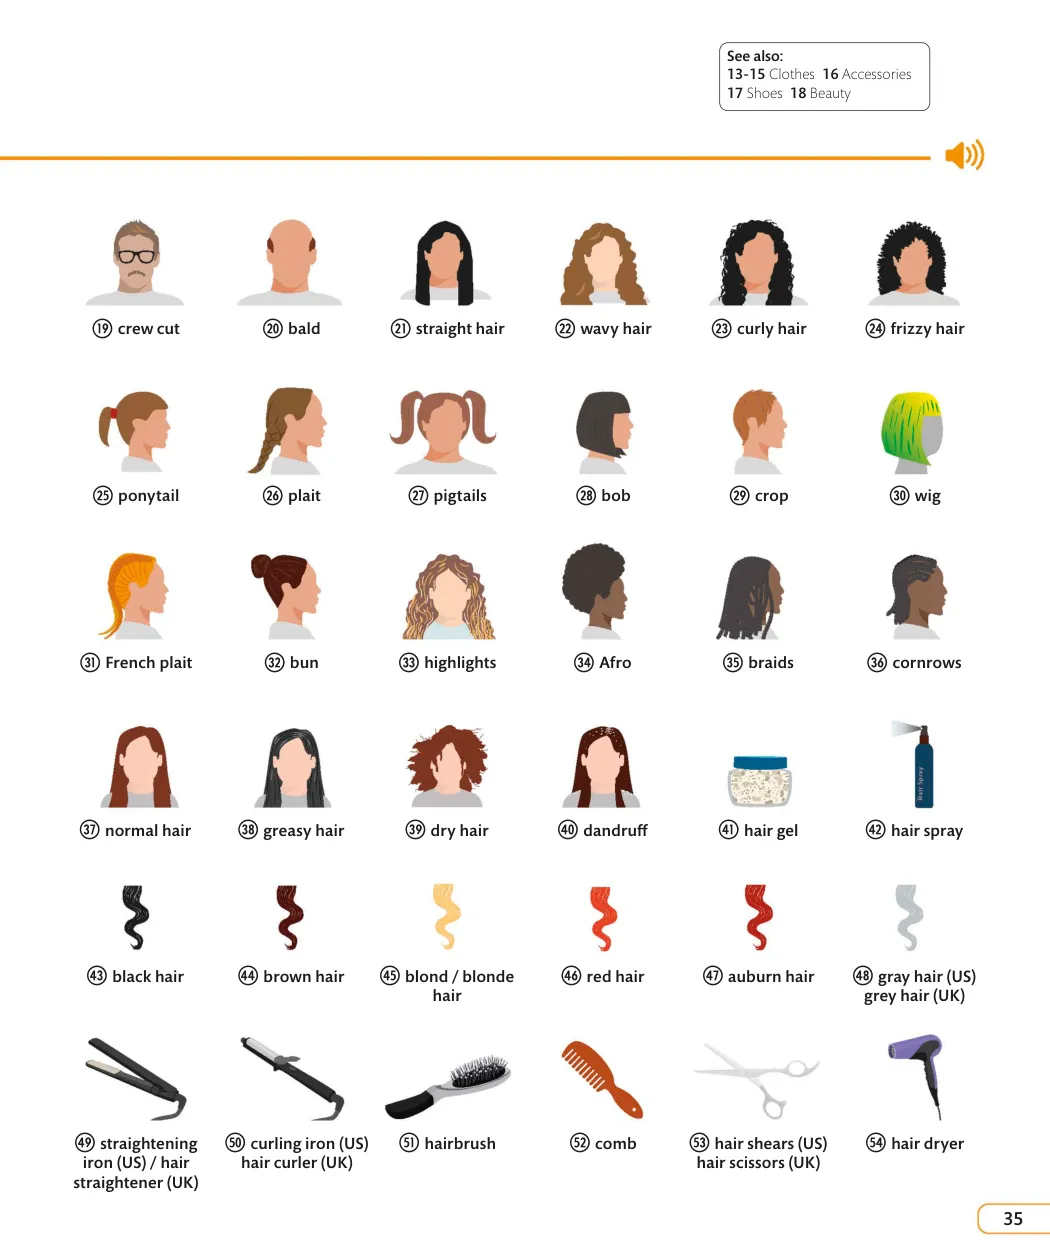 See also:
13-15 Clothes 16 Accessories
17 Shoes 18 Beauty
19 crew cut
20 bald
21 straight hair
22 wavy hair
23 curly hair
24 frizzy hair
25 ponytail
26 plait
27 pigtails
28 bob
29 crop
30 wig
31 French plait
32 bun
33 highlights
34 Afro
35 braids
36 cornrows
Hair Spray
37 normal hair
38 greasy hair
39 dry hair
40 dandruff
41 hair gel
42 hair spray
43 black hair
44 brown hair
45 blond / blonde
hair
46 red hair
47 auburn hair
48 gray hair (US)
grey hair (UK)
49 straightening
iron (US) / hair
straightener (UK)
50 curling iron (US)
hair curler (UK)
51 hairbrush
52 comb
53 hair shears (US)
hair scissors (UK)
54 hair dryer
35